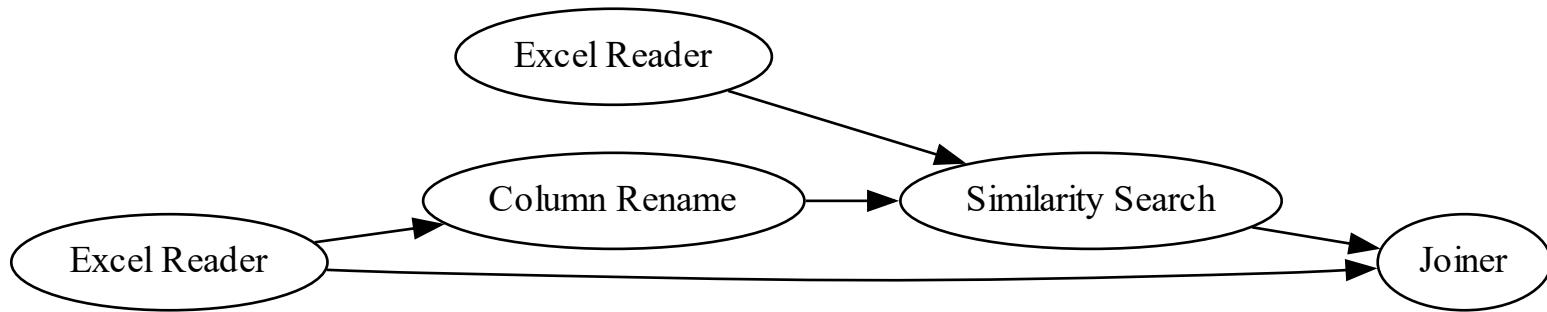 Excel Reader
Column Rename
Similarity Search
Excel Reader
Joiner